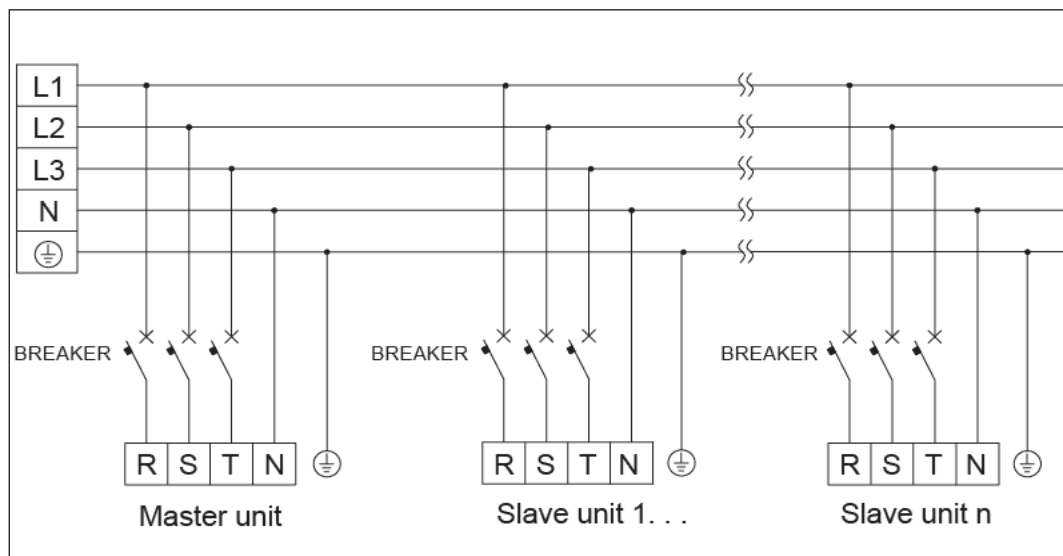 L1
L2
L3
N
BREAKER BREAKER BREAKER
R S T N R S T N R S T N
Master unit Slave unit 1. . . Slave unit n